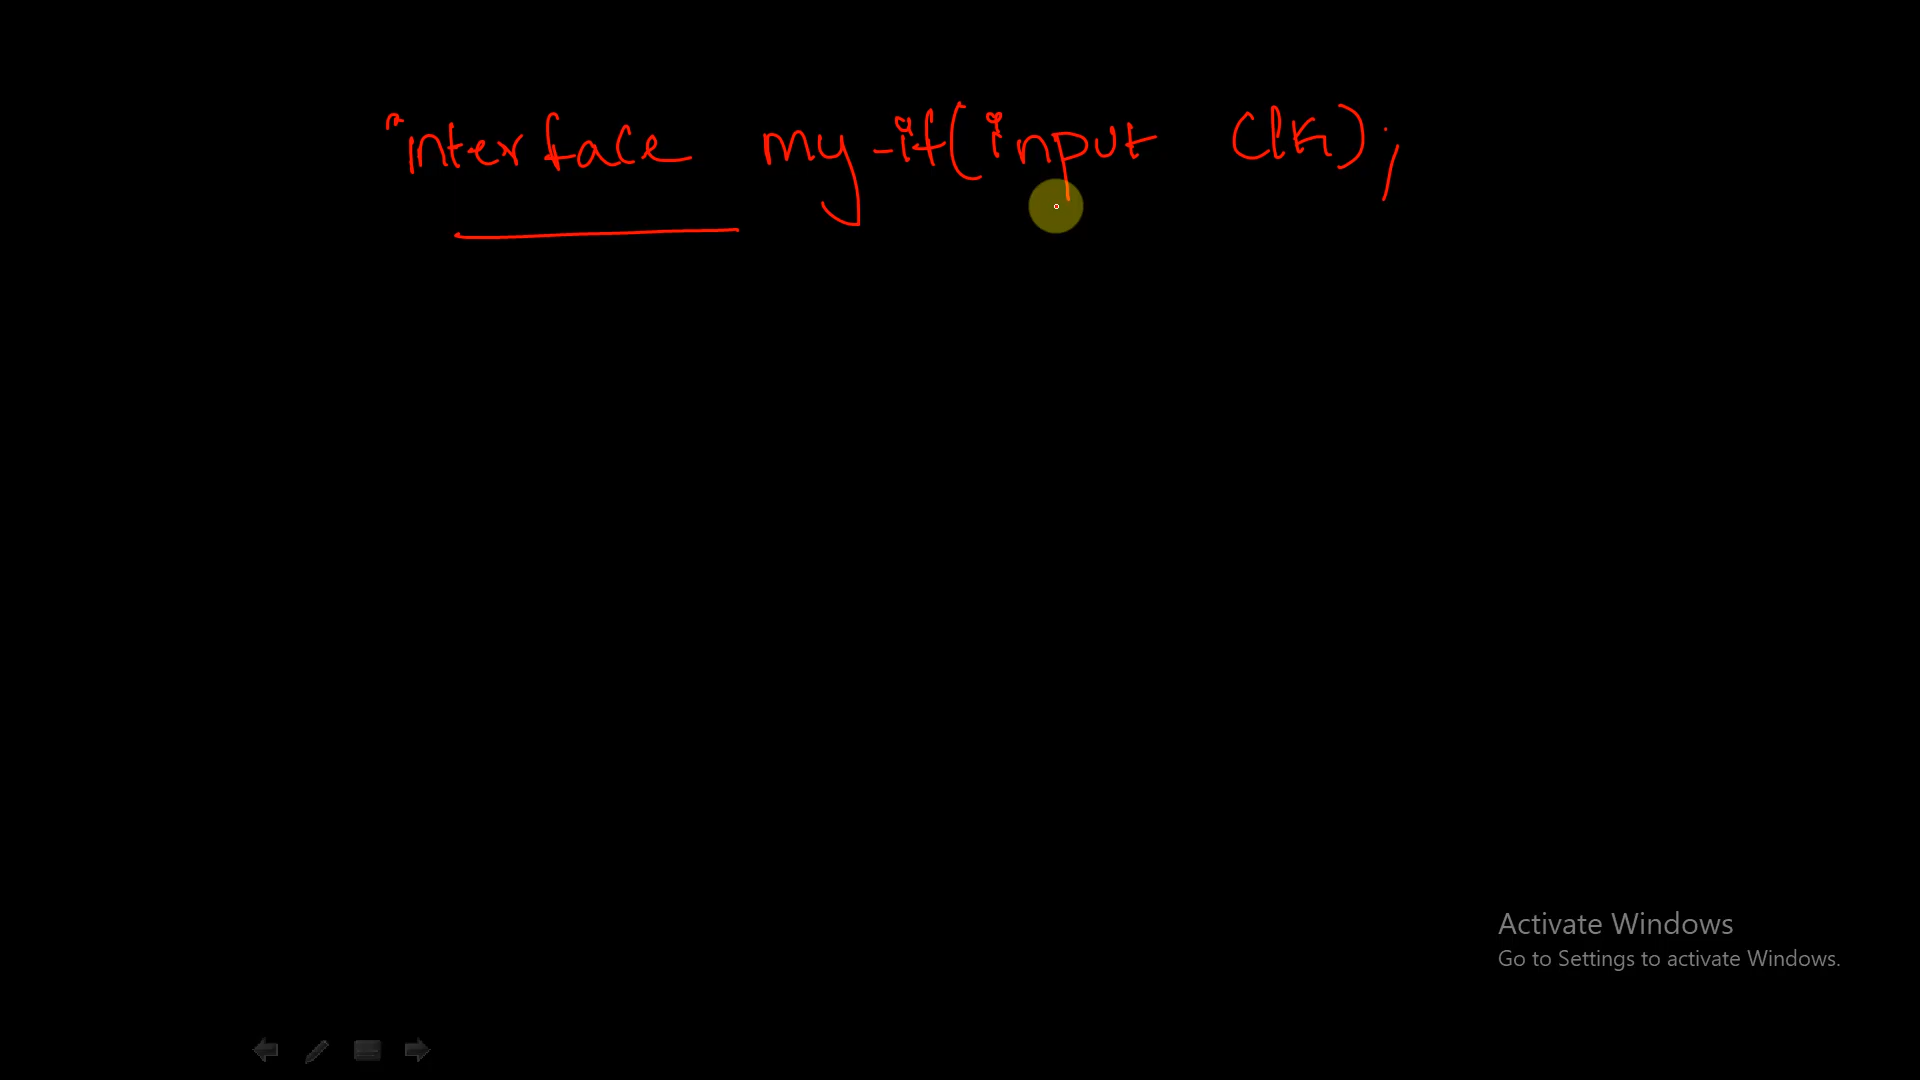 interface my_if(input clk);
Activate Windows
Go to Settings to activate Windows.